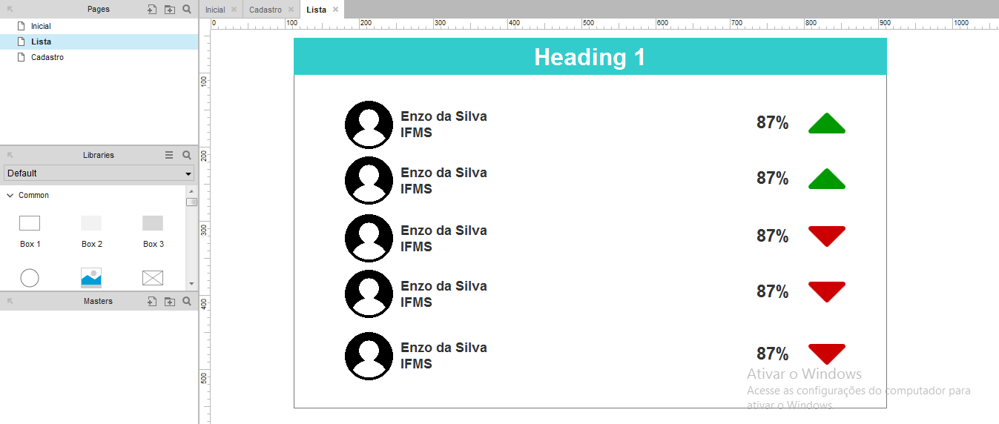 Pages
Inicial
Lista
Cadastro
Libraries
Default
Common
Box 1 Box 2 Box 3
Masters
Inicial Cadastro Lista
0 100 200 300 400 500 600 700 800 900 1000
100
200
300
400
500
Heading 1
Enzo da Silva
IFMS
87%
Enzo da Silva
IFMS
87%
Enzo da Silva
IFMS
87%
Enzo da Silva
IFMS
87%
Enzo da Silva
IFMS
87%
Ativar o Windows
Acesse as configurações do computador para
ativar o Windows.